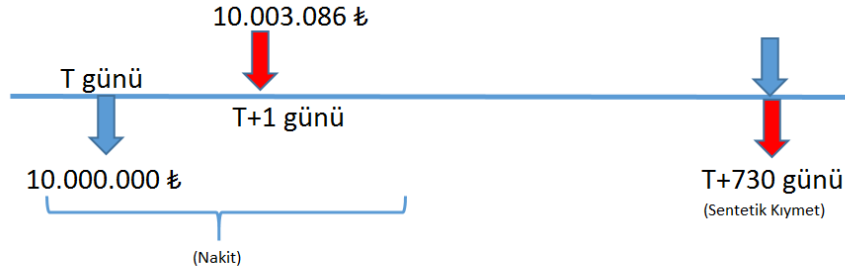 10.003.086 ₺
T günü
T+1 günü
10.000.000 ₺
T+730 günü
(Sentetik Kıymet)
(Nakit)